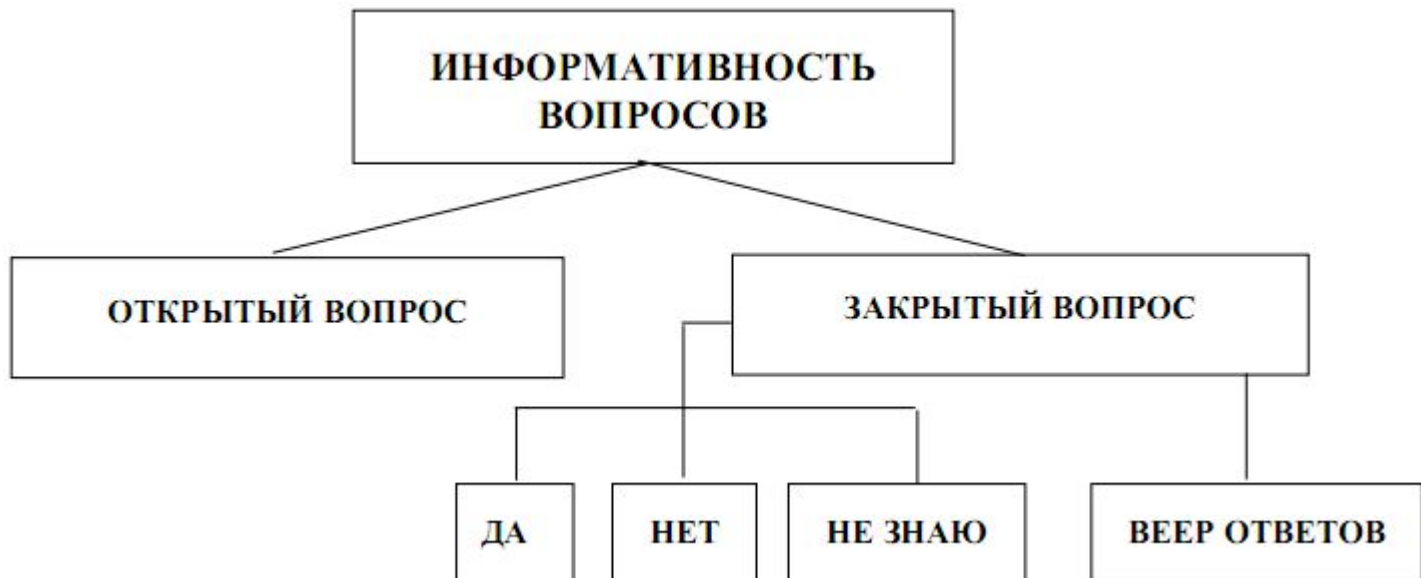 ИНФОРМАТИВНОСТЬ
ВОПРОСОВ
ОТКРЫТЫЙ ВОПРОС
ЗАКРЫТЫЙ ВОПРОС
ДА
НЕТ
НЕ ЗНАЮ
ВЕЕР ОТВЕТОВ